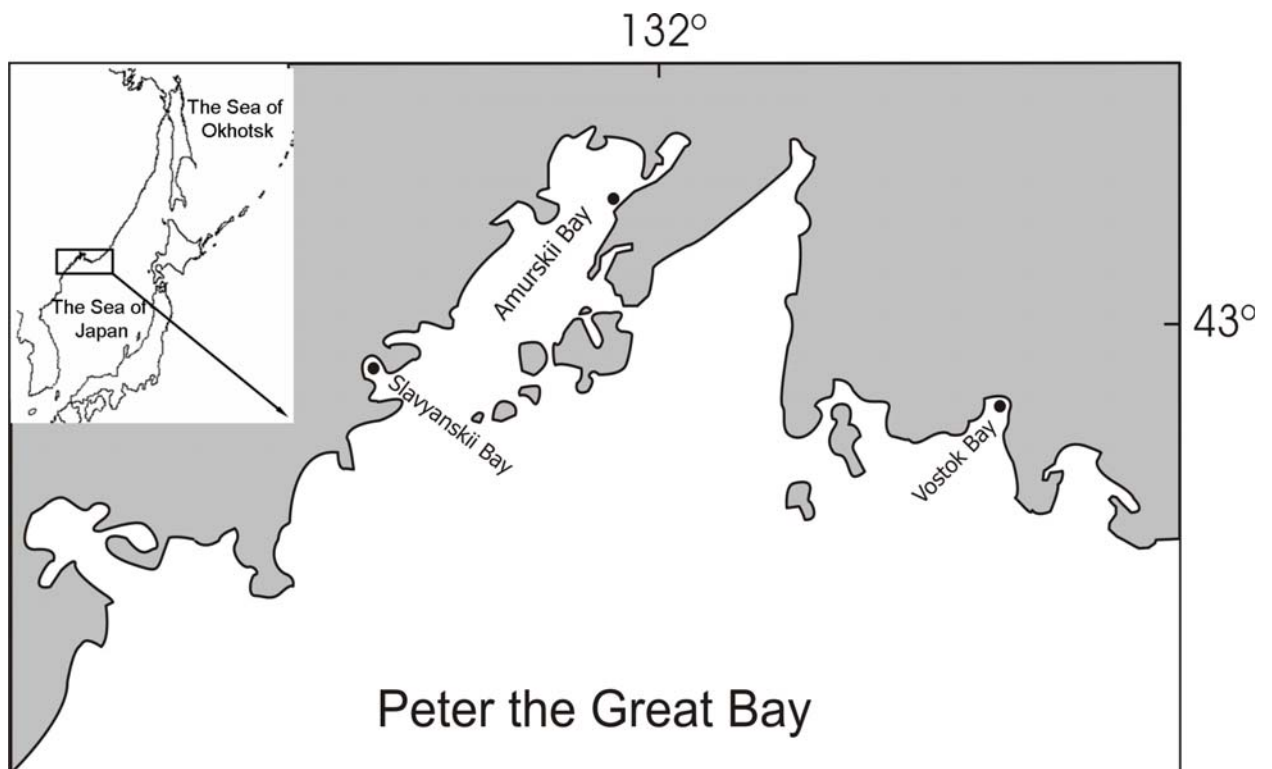 132°
The Sea of
Okhotsk
The Sea of
Japan
Amurskii Bay
43°
Slavyanskii Bay
Vostok Bay
Peter the Great Bay